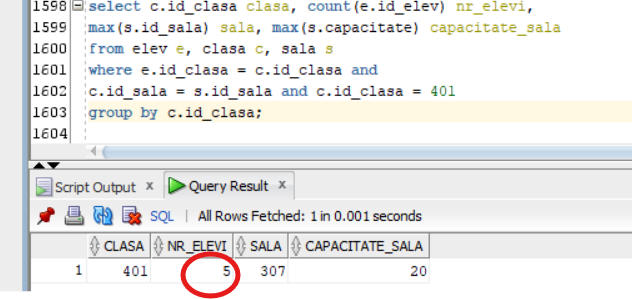 1598 select c.id_clasa clasa, count(e.id_elev) nr_elevi,
1599 max(s.id_sala) sala, max(s.capacitate) capacitate_sala
1600 from elev e, clasa c, sala s
1601 where e.id_clasa = c.id_clasa and
1602 c.id_sala = s.id_sala and c.id_clasa = 401
1603 group by c.id_clasa;
1604
Script Output x Query Result x
SQL | All Rows Fetched: 1 in 0.001 seconds
CLASA NR_ELEVI SALA CAPACITATE_SALA
1 401 5 307 20